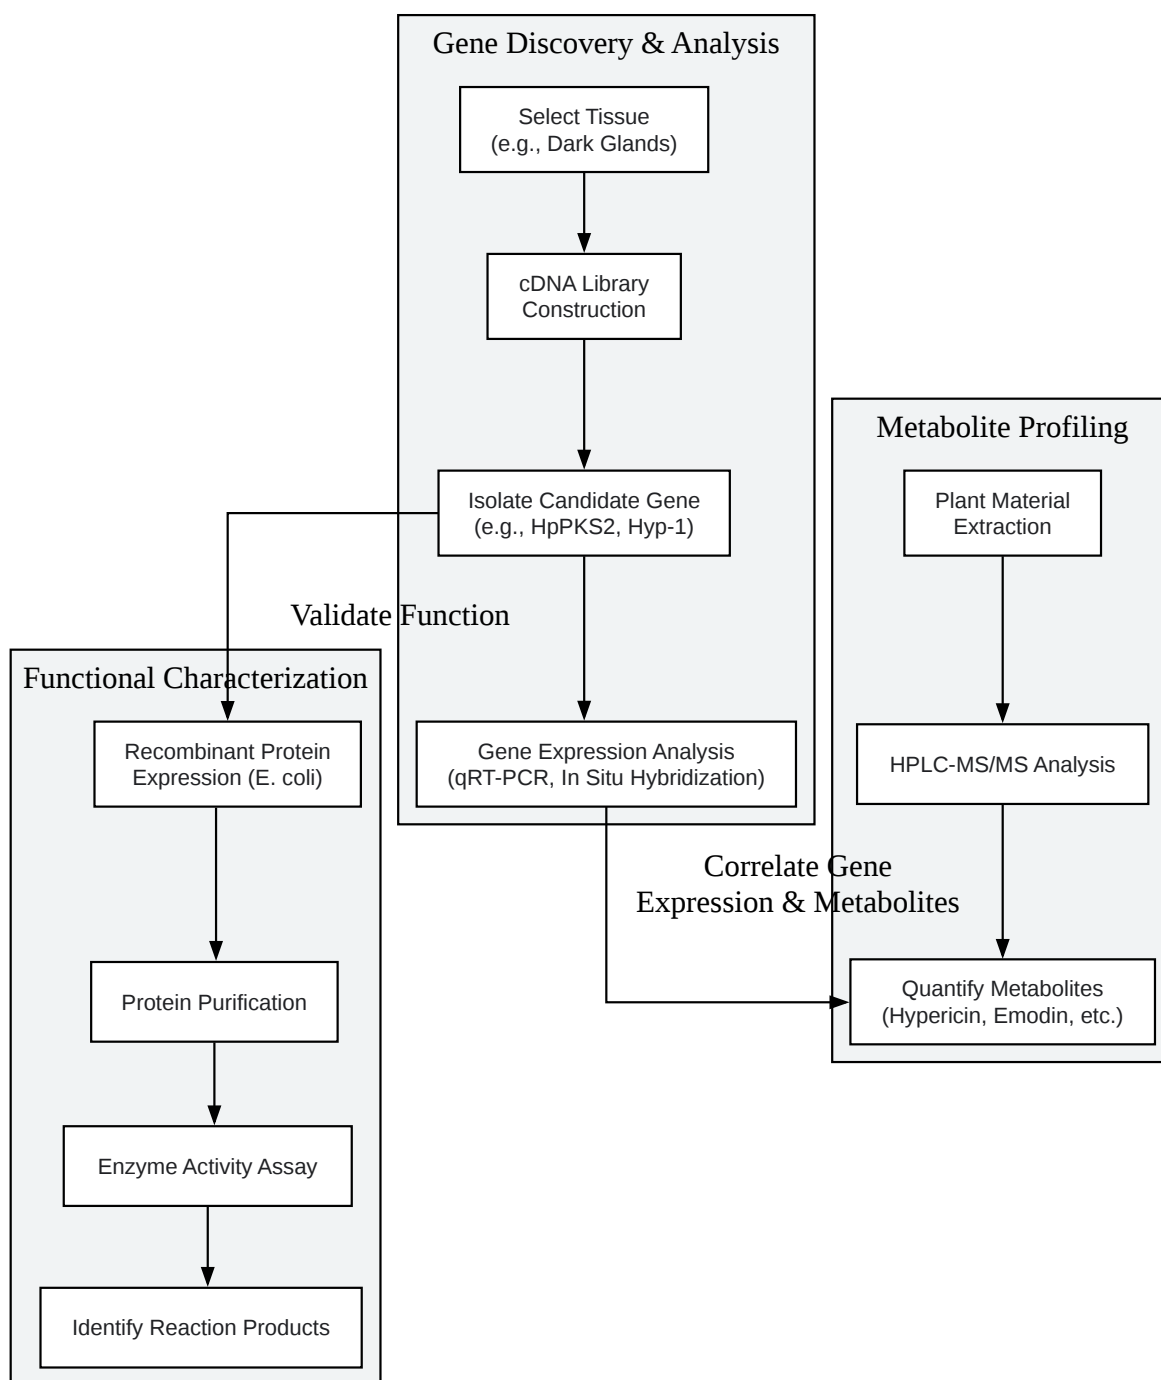 Gene Discovery & Analysis
Select Tissue
(e.g., Dark Glands)
cDNA Library
Construction
Isolate Candidate Gene
(e.g., HpPKS2, Hyp-1)
Validate Function
Gene Expression Analysis
(qRT-PCR, In Situ Hybridization)
Correlate Gene
Expression & Metabolites
Metabolite Profiling
Plant Material
Extraction
HPLC-MS/MS Analysis
Quantify Metabolites
(Hypericin, Emodin, etc.)
Functional Characterization
Recombinant Protein
Expression (E. coli)
Protein Purification
Enzyme Activity Assay
Identify Reaction Products